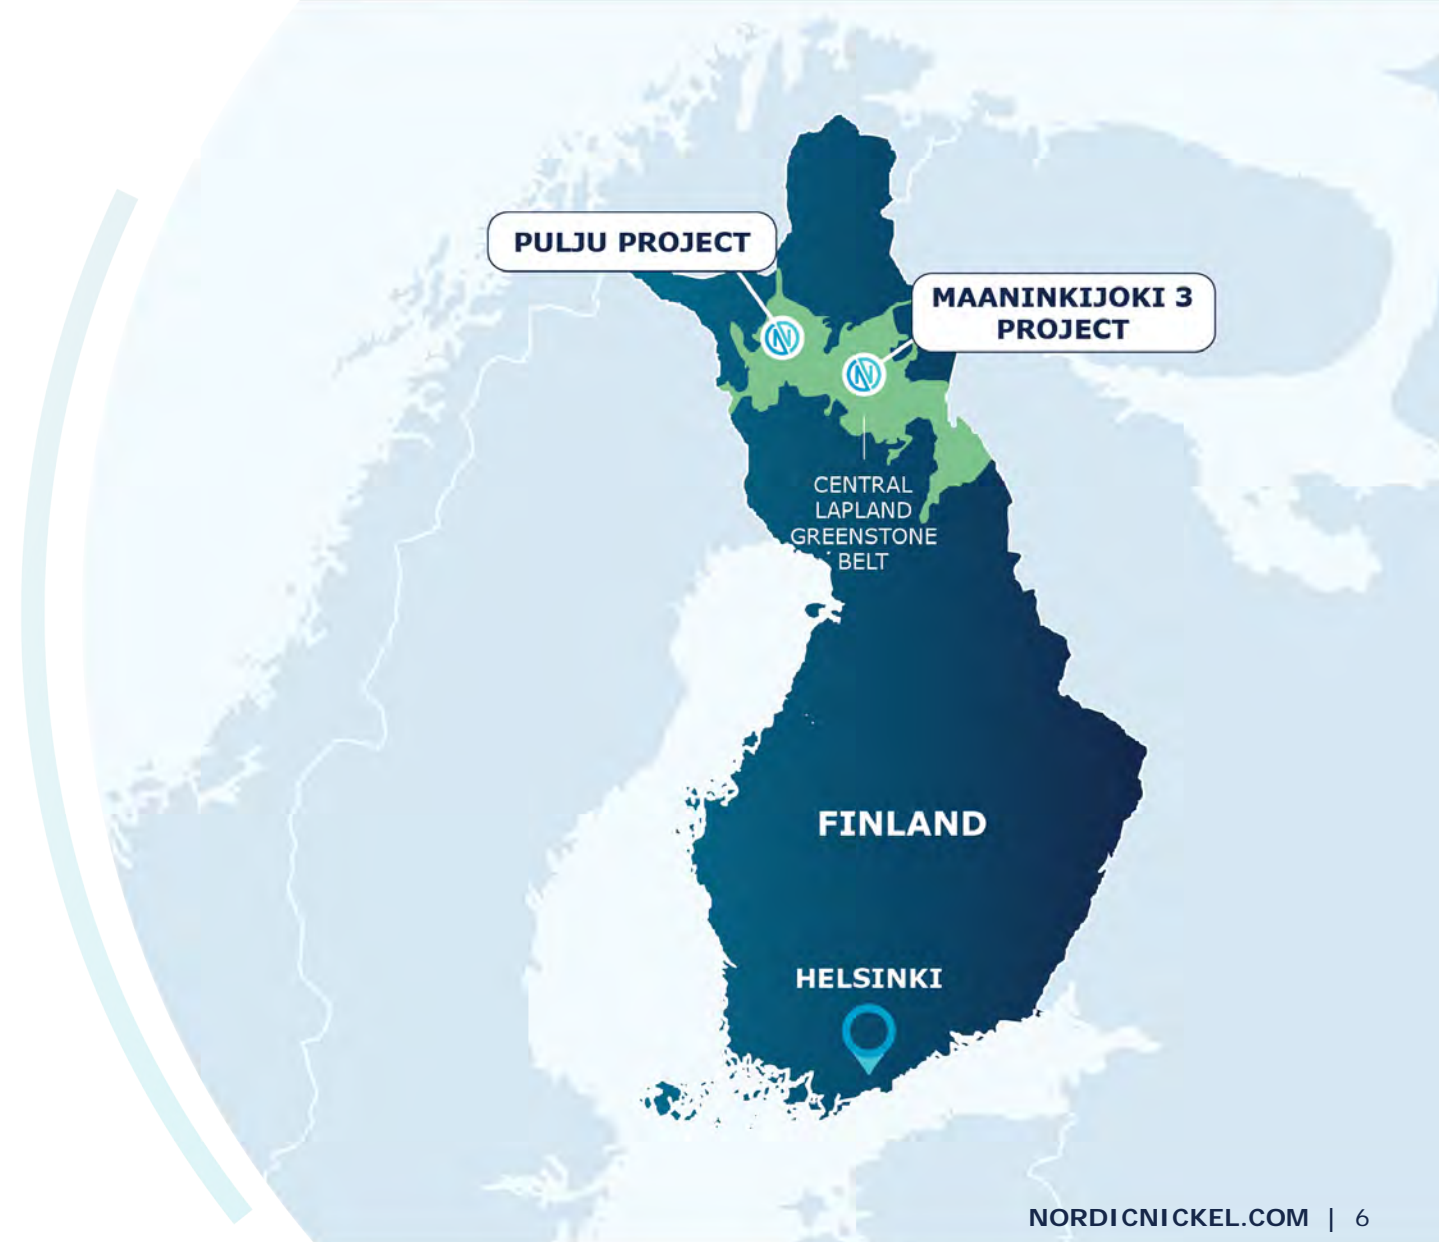 PULJU PROJECT
MAANINKIJOKI 3
PROJECT
CENTRAL
LAPLAND
GREENSTONE
BELT
FINLAND
HELSINKI
NORDICNICKEL.COM | 6